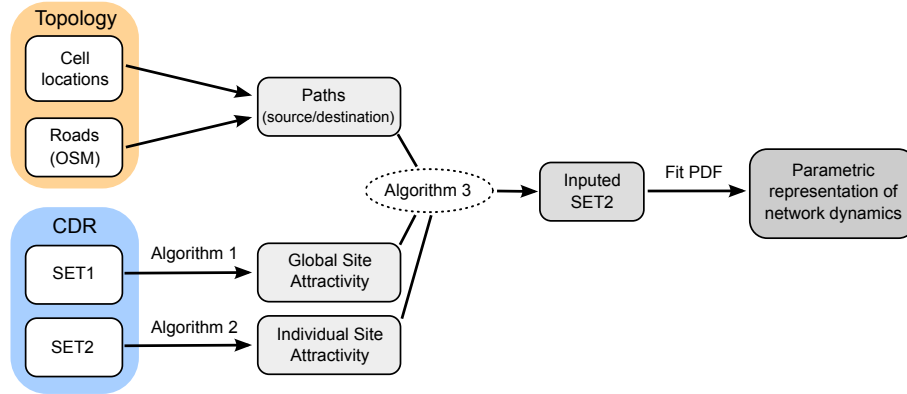 Topology
Cell
locations
Roads
(OSM)
Paths
(source/destination)
Algorithm 3
Inputed
SET2
Fit PDF
Parametric
representation of
network dynamics
CDR
SET1
Algorithm 1
Global Site
Attractivity
SET2
Algorithm 2
Individual Site
Attractivity